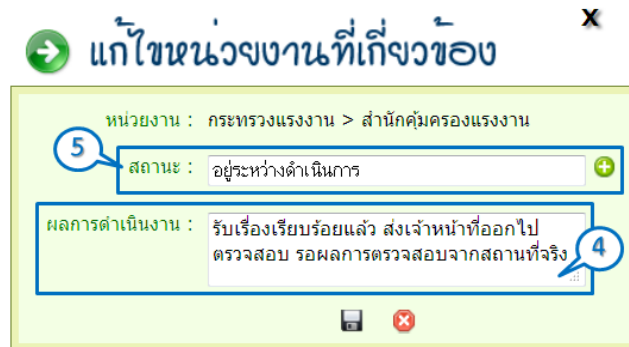 แก้ไขหน่วยงานที่เกี่ยวข้อง X
หน่วยงาน : กระทรวงแรงงาน > สำนักคุ้มครองแรงงาน
5
สถานะ : อยู่ระหว่างดำเนินการ
ผลการดำเนินงาน : รับเรื่องเรียบร้อยแล้ว ส่งเจ้าหน้าที่ออกไป
ตรวจสอบ รอผลการตรวจสอบจากสถานที่จริง
4